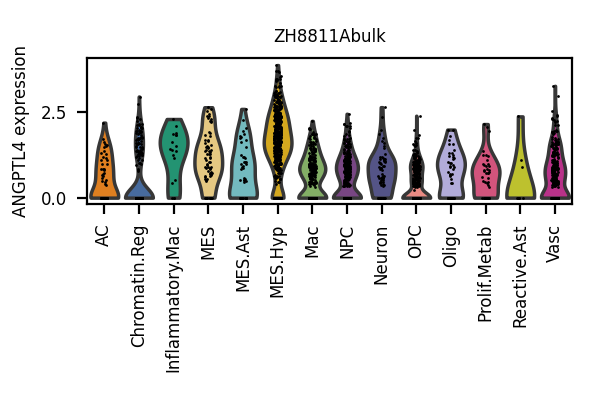 ZH8811Abulk
ANGPTL4 expression
2.5
0.0
AC
Chromatin.Reg
Inflammatory.Mac
MES
MES.Ast
MES.Hyp
Mac
NPC
Neuron
OPC
Oligo
Prolif.Metab
Reactive.Ast
Vasc